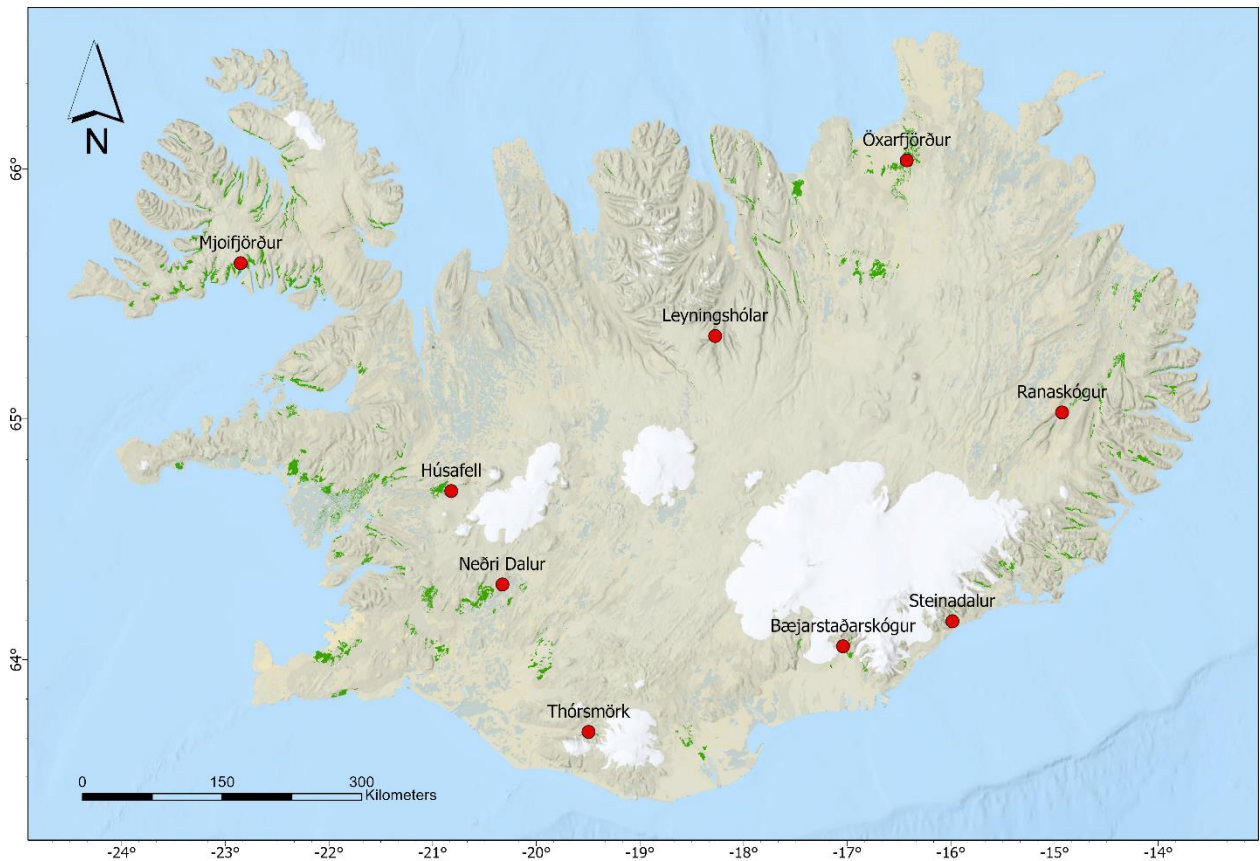 N
Öxarfjörður
66°
Mjoifjörður
Leyningshólar
Ranaskógur
65°
Húsafell
Neðri Dalur
Steinadalur
Bæjarstaðarskógur
64°
Thórsmörk
0 150 300
Kilometers
-24° -23° -22° -21° -20° -19° -18° -17° -16° -15° -14°